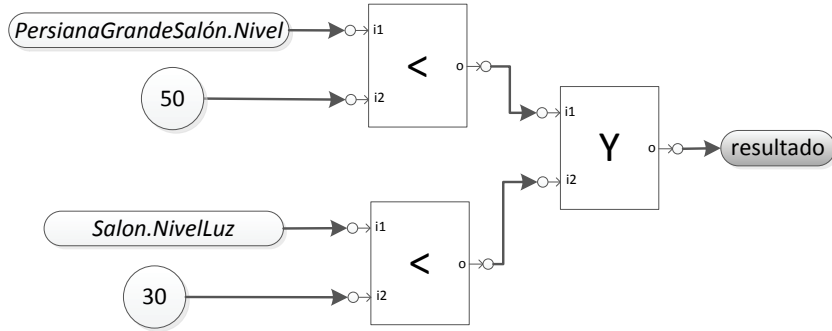 PersianaGrandeSalón.Nivel
i1
<
o
50
i2
i1
Y
o
resultado
i2
Salon.NivelLuz
i1
<
o
30
i2